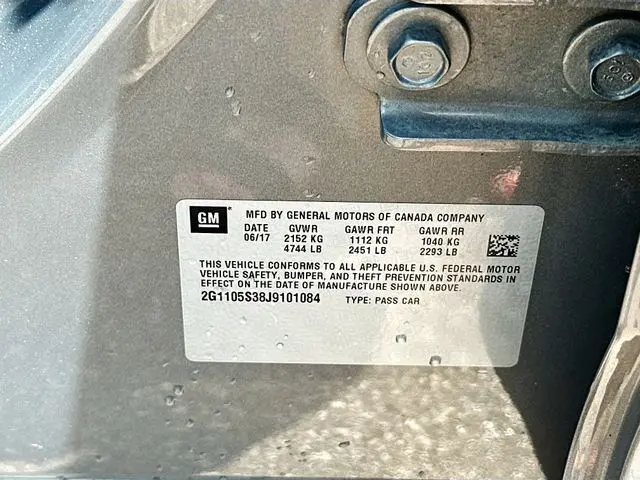 GM
MFD BY GENERAL MOTORS OF CANADA COMPANY
DATE GVWR GAWR FRT GAWR RR
06/17 2152 KG 1112 KG 1040 KG
4744 LB 2451 LB 2293 LB
THIS VEHICLE CONFORMS TO ALL APPLICABLE U.S. FEDERAL MOTOR
VEHICLE SAFETY, BUMPER, AND THEFT PREVENTION STANDARDS IN
EFFECT ON THE DATE OF MANUFACTURE SHOWN ABOVE.
2G1105S38J9101084 TYPE: PASS CAR